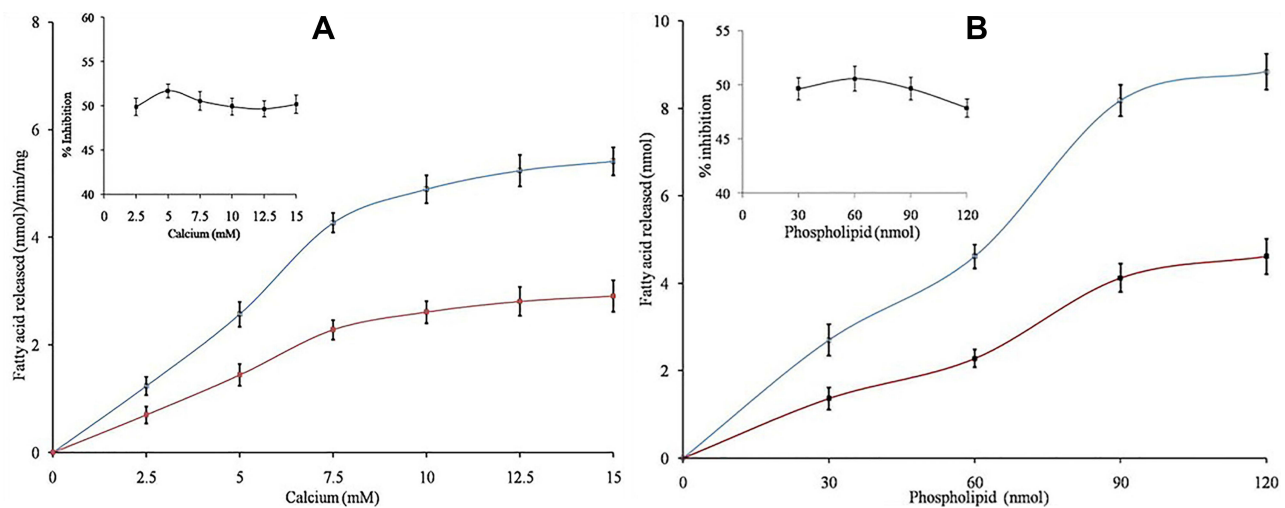 A
8
6
4
2
0
Fatty acid released (nmol)/min/mg
0 2.5 5 7.5 10 12.5 15
Calcium (mM)
60
55
50
45
40
% Inhibition
0 2.5 5 7.5 10 12.5 15
Calcium (mM)
B
10
8
6
4
2
0
Fatty acid released (nmol)
0 30 60 90 120
Phospholipid (nmol)
55
50
45
40
% inhibition
0 30 60 90 120
Phospholipid (nmol)